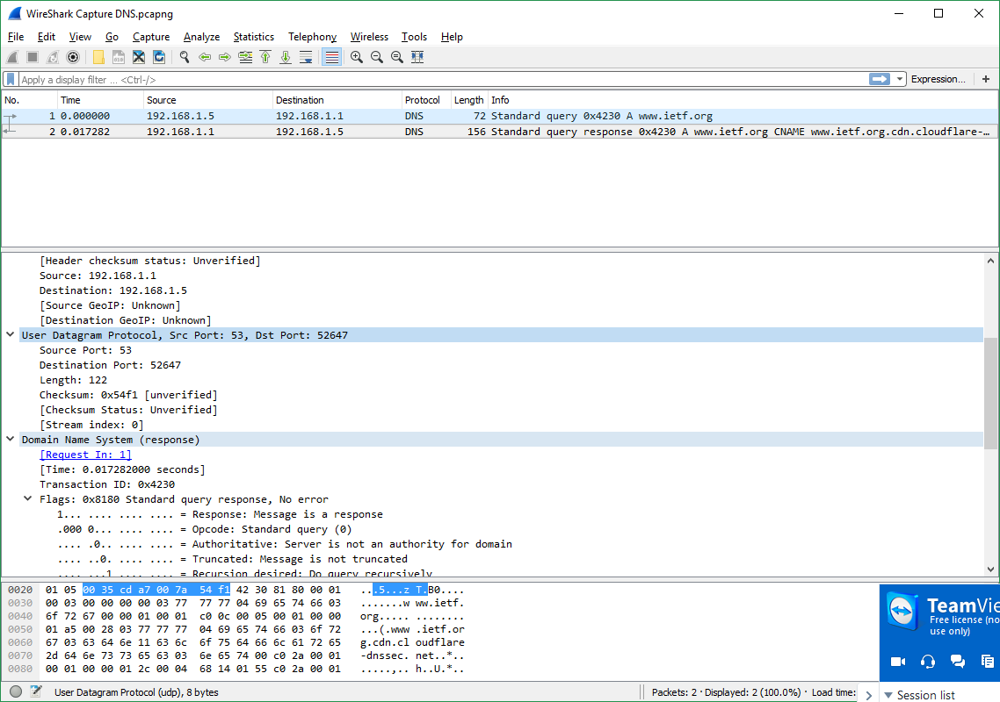 WireShark Capture DNS.pcapng
File Edit View Go Capture Analyze Statistics Telephony Wireless Tools Help
Apply a display filter ... <Ctrl-/> Expression... +
No. Time Source Destination Protocol Length Info
1 0.000000 192.168.1.5 192.168.1.1 DNS 72 Standard query 0x4230 A www.ietf.org
2 0.017282 192.168.1.1 192.168.1.5 DNS 156 Standard query response 0x4230 A www.ietf.org CNAME www.ietf.org.cdn.cloudflare-…
[Header checksum status: Unverified]
Source: 192.168.1.1
Destination: 192.168.1.5
[Source GeoIP: Unknown]
[Destination GeoIP: Unknown]
User Datagram Protocol, Src Port: 53, Dst Port: 52647
Source Port: 53
Destination Port: 52647
Length: 122
Checksum: 0x54f1 [unverified]
[Checksum Status: Unverified]
[Stream index: 0]
Domain Name System (response)
[Request In: 1]
[Time: 0.017282000 seconds]
Transaction ID: 0x4230
Flags: 0x8180 Standard query response, No error
1... .... .... .... = Response: Message is a response
.000 0... .... .... = Opcode: Standard query (0)
.... .0.. .... .... = Authoritative: Server is not an authority for domain
.... ..0. .... .... = Truncated: Message is not truncated
.... ...1 .... .... = Recursion desired: Do query recursively
0020 01 05 00 35 cd a7 00 7a 54 f1 42 30 81 80 00 01 ...5...z T.B0....
0030 00 03 00 00 00 00 03 77 77 77 04 69 65 74 66 03 .......w ww.ietf.
0040 6f 72 67 00 00 01 00 01 c0 0c 00 05 00 01 00 00 org..... ........
0050 01 a5 00 28 03 77 77 77 04 69 65 74 66 03 6f 72 ...(.www .ietf.or
0060 67 03 63 64 6e 11 63 6c 6f 75 64 66 6c 61 72 65 g.cdn.cl oudflare
0070 2d 64 6e 73 73 65 63 03 6e 65 74 00 c0 2a 00 01 -dnssec. net..*..
0080 00 01 00 00 01 2c 00 04 68 14 01 55 c0 2a 00 01 .....,.. h..U.*..
TeamVie
Free license (no
use only)
User Datagram Protocol (udp), 8 bytes Packets: 2 · Displayed: 2 (100.0%) · Load time:
Session list